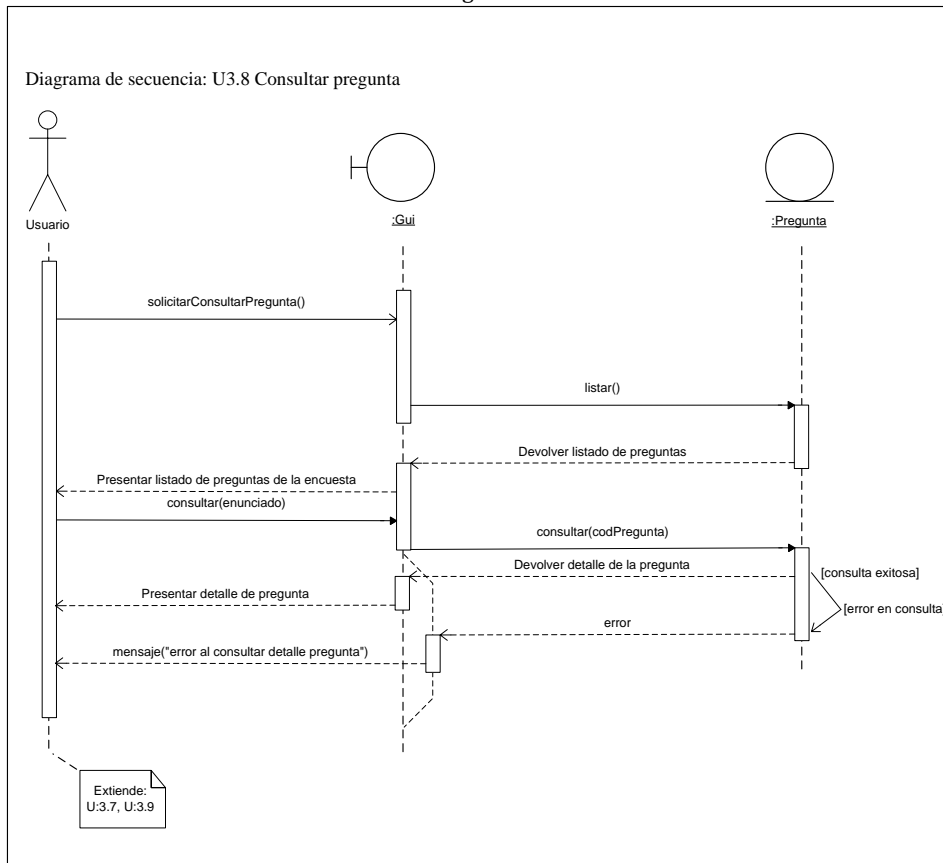 Diagrama de secuencia: U3.8 Consultar pregunta
Usuario
:Gui
:Pregunta
solicitarConsultarPregunta()
listar()
Devolver listado de preguntas
Presentar listado de preguntas de la encuesta
consultar(enunciado)
consultar(codPregunta)
Devolver detalle de la pregunta
[consulta exitosa]
Presentar detalle de pregunta
[error en consulta]
error
mensaje("error al consultar detalle pregunta")
Extiende:
U:3.7, U:3.9